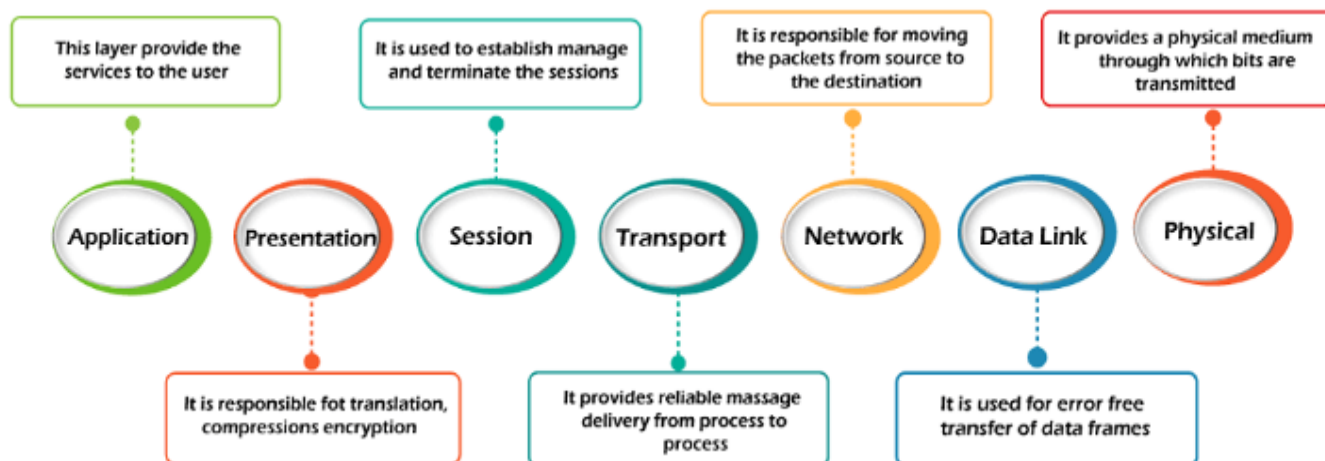 This layer provide the
services to the user
It is used to establish manage
and terminate the sessions
It is responsible for moving
the packets from source to
the destination
It provides a physical medium
through which bits are
transmitted
Application
Presentation
Session
Transport
Network
Data Link
Physical
It is responsible fot translation,
compressions encryption
It provides reliable massage
delivery from process to
process
It is used for error free
transfer of data frames